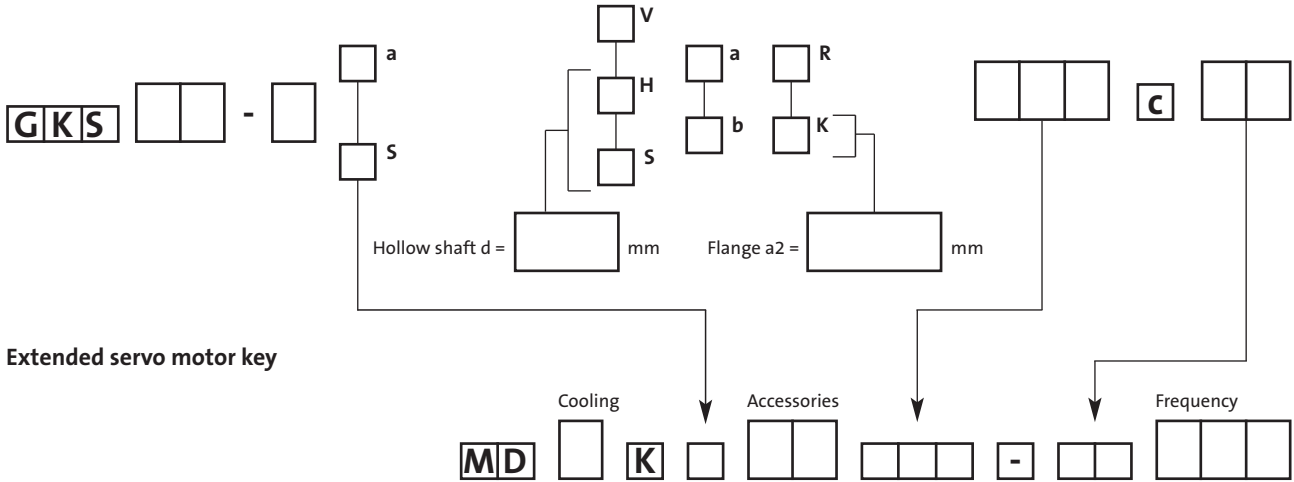 V
a a R
H
GKS - c
b K
S S
Hollow shaft d = mm Flange a2 = mm
Extended servo motor key
Cooling Accessories Frequency
MD K -